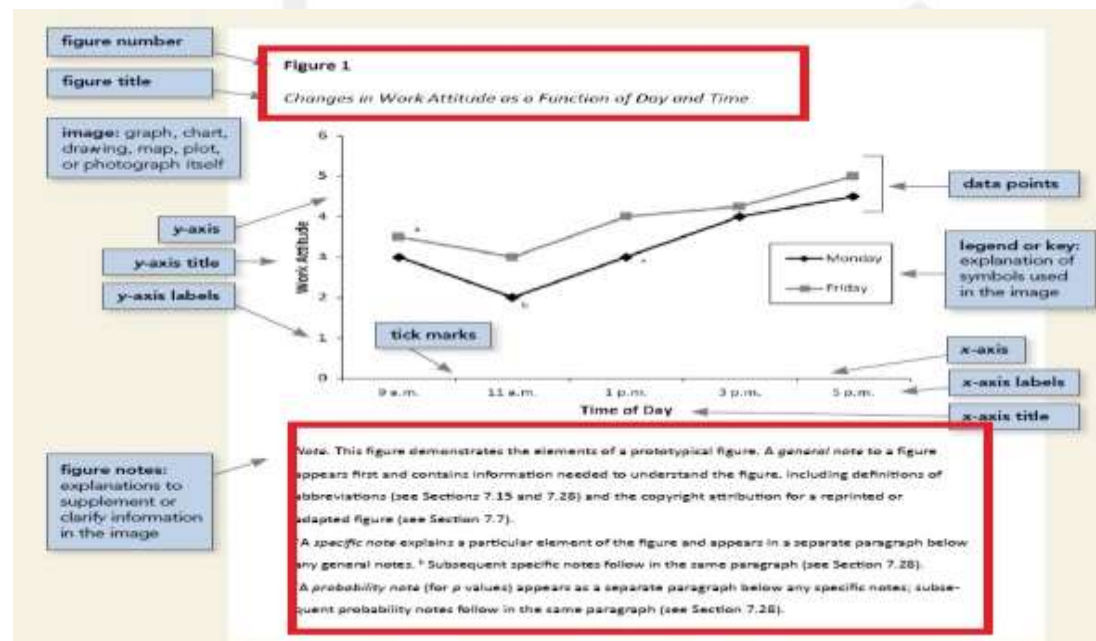 figure number
figure title
image: graph, chart,
drawing, map, plot,
or photograph itself
y-axis
y-axis title
y-axis labels
figure notes:
explanations to
supplement or
clarify information
in the image
Figure 1
Changes in Work Attitude as a Function of Day and Time
6
5
4
3
2
1
0
Work Attitude
a
b
*
tick marks
9 a.m. 11 a.m. 1 p.m. 3 p.m. 5 p.m.
Time of Day
Monday
Friday
data points
legend or key:
explanation of
symbols used
in the image
x-axis
x-axis labels
x-axis title
Note. This figure demonstrates the elements of a prototypical figure. A general note to a figure
appears first and contains information needed to understand the figure, including definitions of
abbreviations (see Sections 7.15 and 7.28) and the copyright attribution for a reprinted or
adapted figure (see Section 7.7).
A specific note explains a particular element of the figure and appears in a separate paragraph below
any general notes. b Subsequent specific notes follow in the same paragraph (see Section 7.28).
A probability note (for p values) appears as a separate paragraph below any specific notes; subse-
quent probability notes follow in the same paragraph (see Section 7.28).